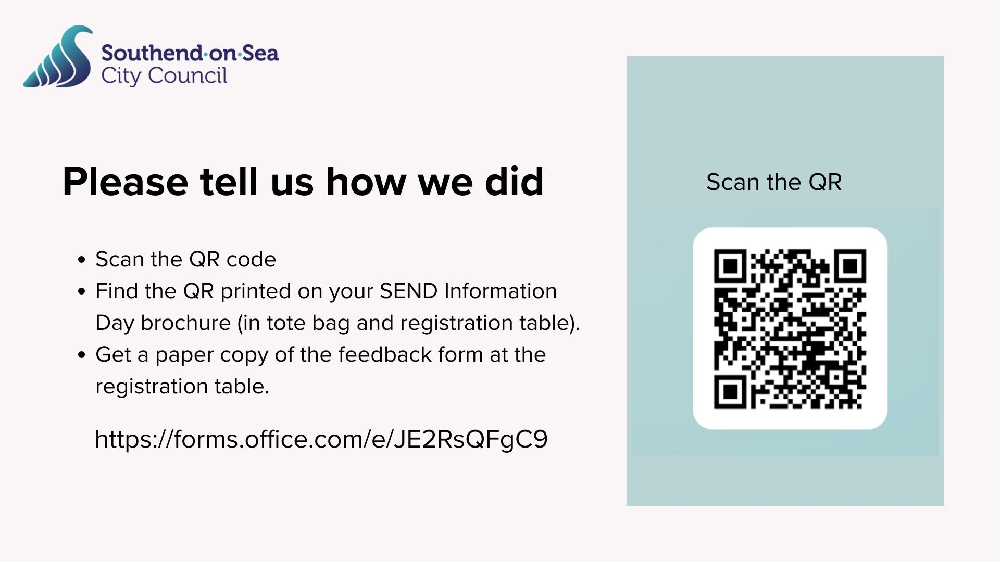 Southend·on·Sea
City Council
Please tell us how we did
• Scan the QR code
• Find the QR printed on your SEND Information
Day brochure (in tote bag and registration table).
• Get a paper copy of the feedback form at the
registration table.
https://forms.office.com/e/JE2RsQFgC9
Scan the QR